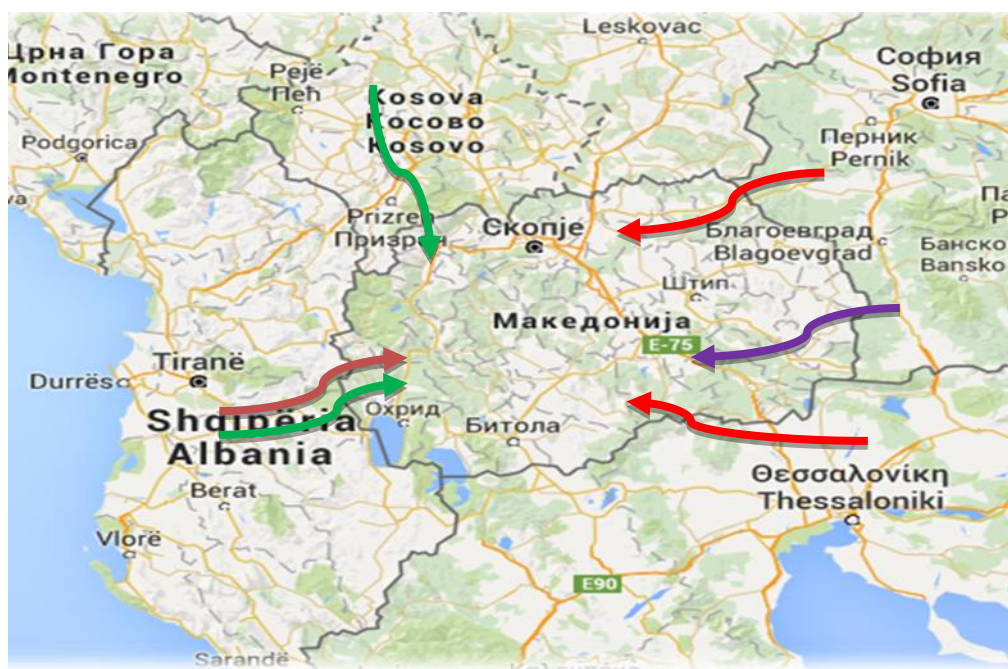 Leskovac
Црна Гора
Montenegro
София
Sofia
Pejë
Пећ
Kosova
Косово
Kosovo
Podgorica
Перник
Pernik
Prizren
Призрен
Скопје
Благоевград
Blagoevgrad
Банско
Bansko
Штип
Македонија
E-75
Tiranë
Durrës
Shqipëria
Albania
Охрид
Битола
Θεσσαλονίκη
Thessaloniki
Berat
Vlorë
E90
Sarandë